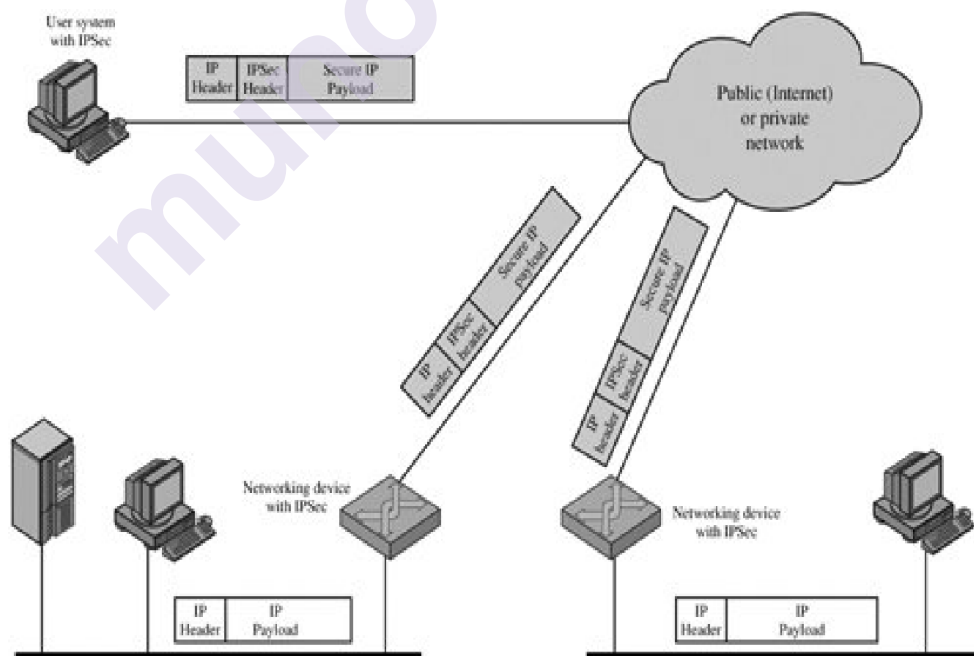 User system
with IPSec
IP
Header
IPSec
Header
Secure IP
Payload
Public (Internet)
or private
network
Secure IP
payload
IPSec
header
IP
header
Secure IP
payload
IPSec
header
IP
header
Networking device
with IPSec
Networking device
with IPSec
IP
Header
IP
Payload
IP
Header
IP
Payload